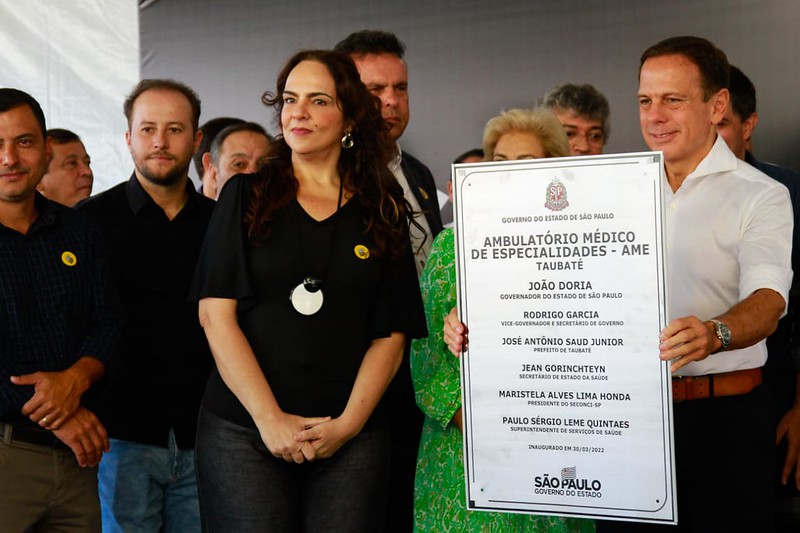 GOVERNO DO ESTADO DE SÃO PAULO
AMBULATÓRIO MÉDICO
DE ESPECIALIDADES - AME
TAUBATÉ
JOÃO DORIA
GOVERNADOR DO ESTADO DE SÃO PAULO
RODRIGO GARCIA
VICE-GOVERNADOR E SECRETÁRIO DE GOVERNO
JOSÉ ANTÔNIO SAUD JUNIOR
PREFEITO DE TAUBATÉ
JEAN GORINCHTEYN
SECRETÁRIO DE ESTADO DA SAÚDE
MARISTELA ALVES LIMA HONDA
PRESIDENTE DO SECONCI-SP
PAULO SÉRGIO LEME QUINTAES
SUPERINTENDENTE DE SERVIÇOS DE SAÚDE
INAUGURADO EM 30/03/2022
SÃO PAULO
GOVERNO DO ESTADO